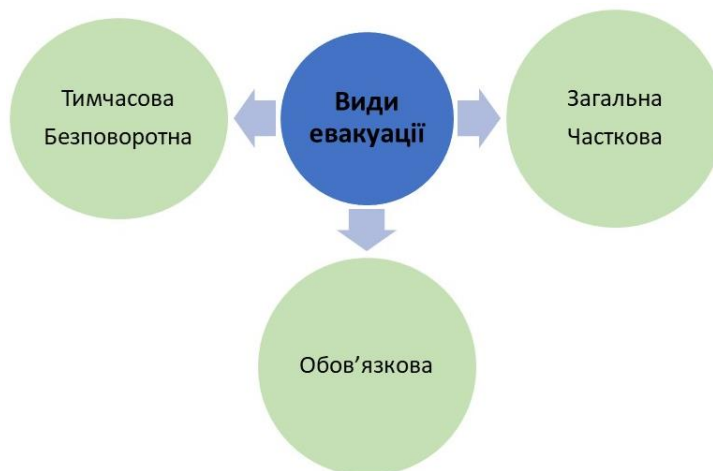 Види
евакуації
Тимчасова
Безповоротна
Загальна
Часткова
Обов’язкова